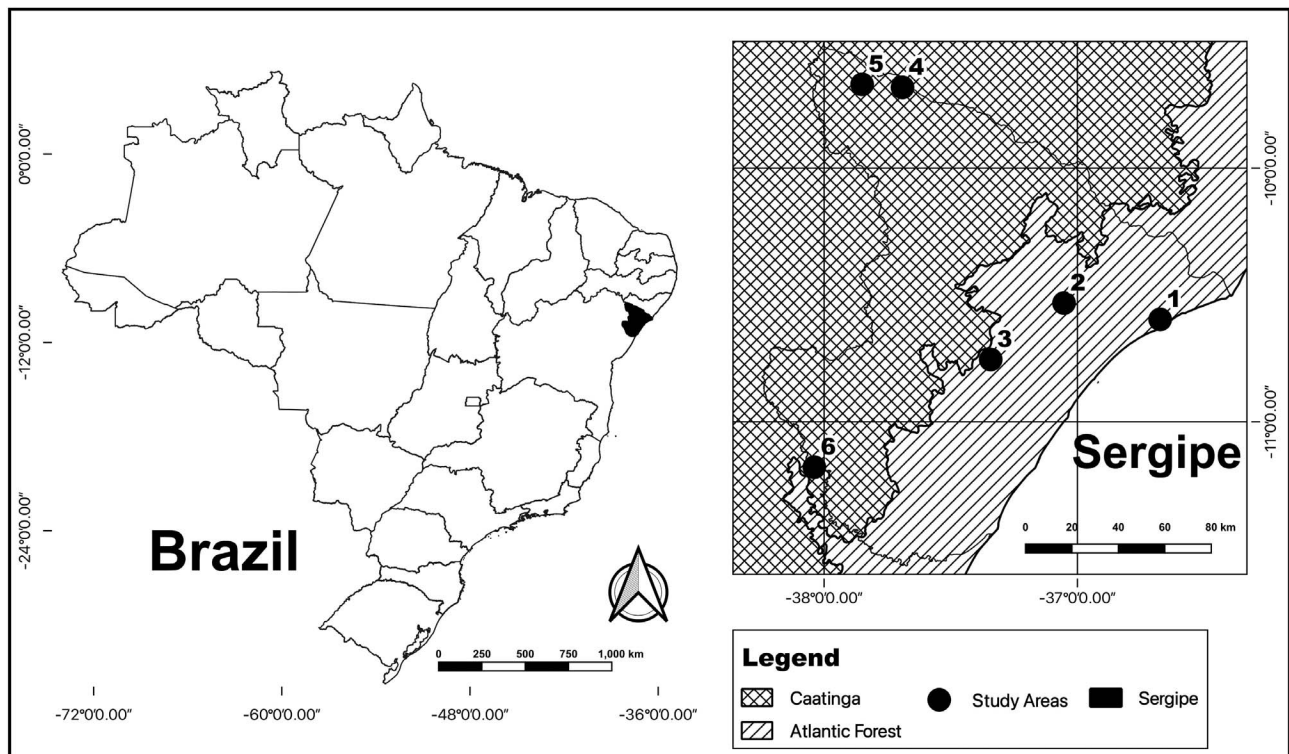 0°0'0.00"
-12°0'0.00"
-24°0'0.00"
Brazil
0 250 500 750 1,000 km
-72°0'0.00" -60°0'0.00" -48°0'0.00" -36°0'0.00"
5 4
2 1
3
6
Sergipe
0 20 40 60 80 km
-10°0'0.00"
-11°0'0.00"
-38°0'0.00" -37°0'0.00"
Legend
Caatinga Study Areas Sergipe
Atlantic Forest